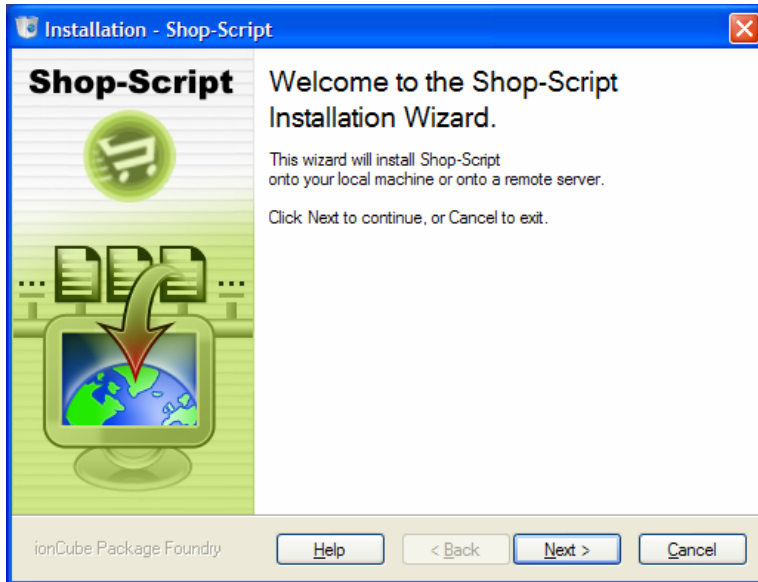 Installation - Shop-Script
Shop-Script
Welcome to the Shop-Script
Installation Wizard.
This wizard will install Shop-Script
onto your local machine or onto a remote server.
Click Next to continue, or Cancel to exit.
... ...
ionCube Package Foundry
Help
< Back
Next >
Cancel